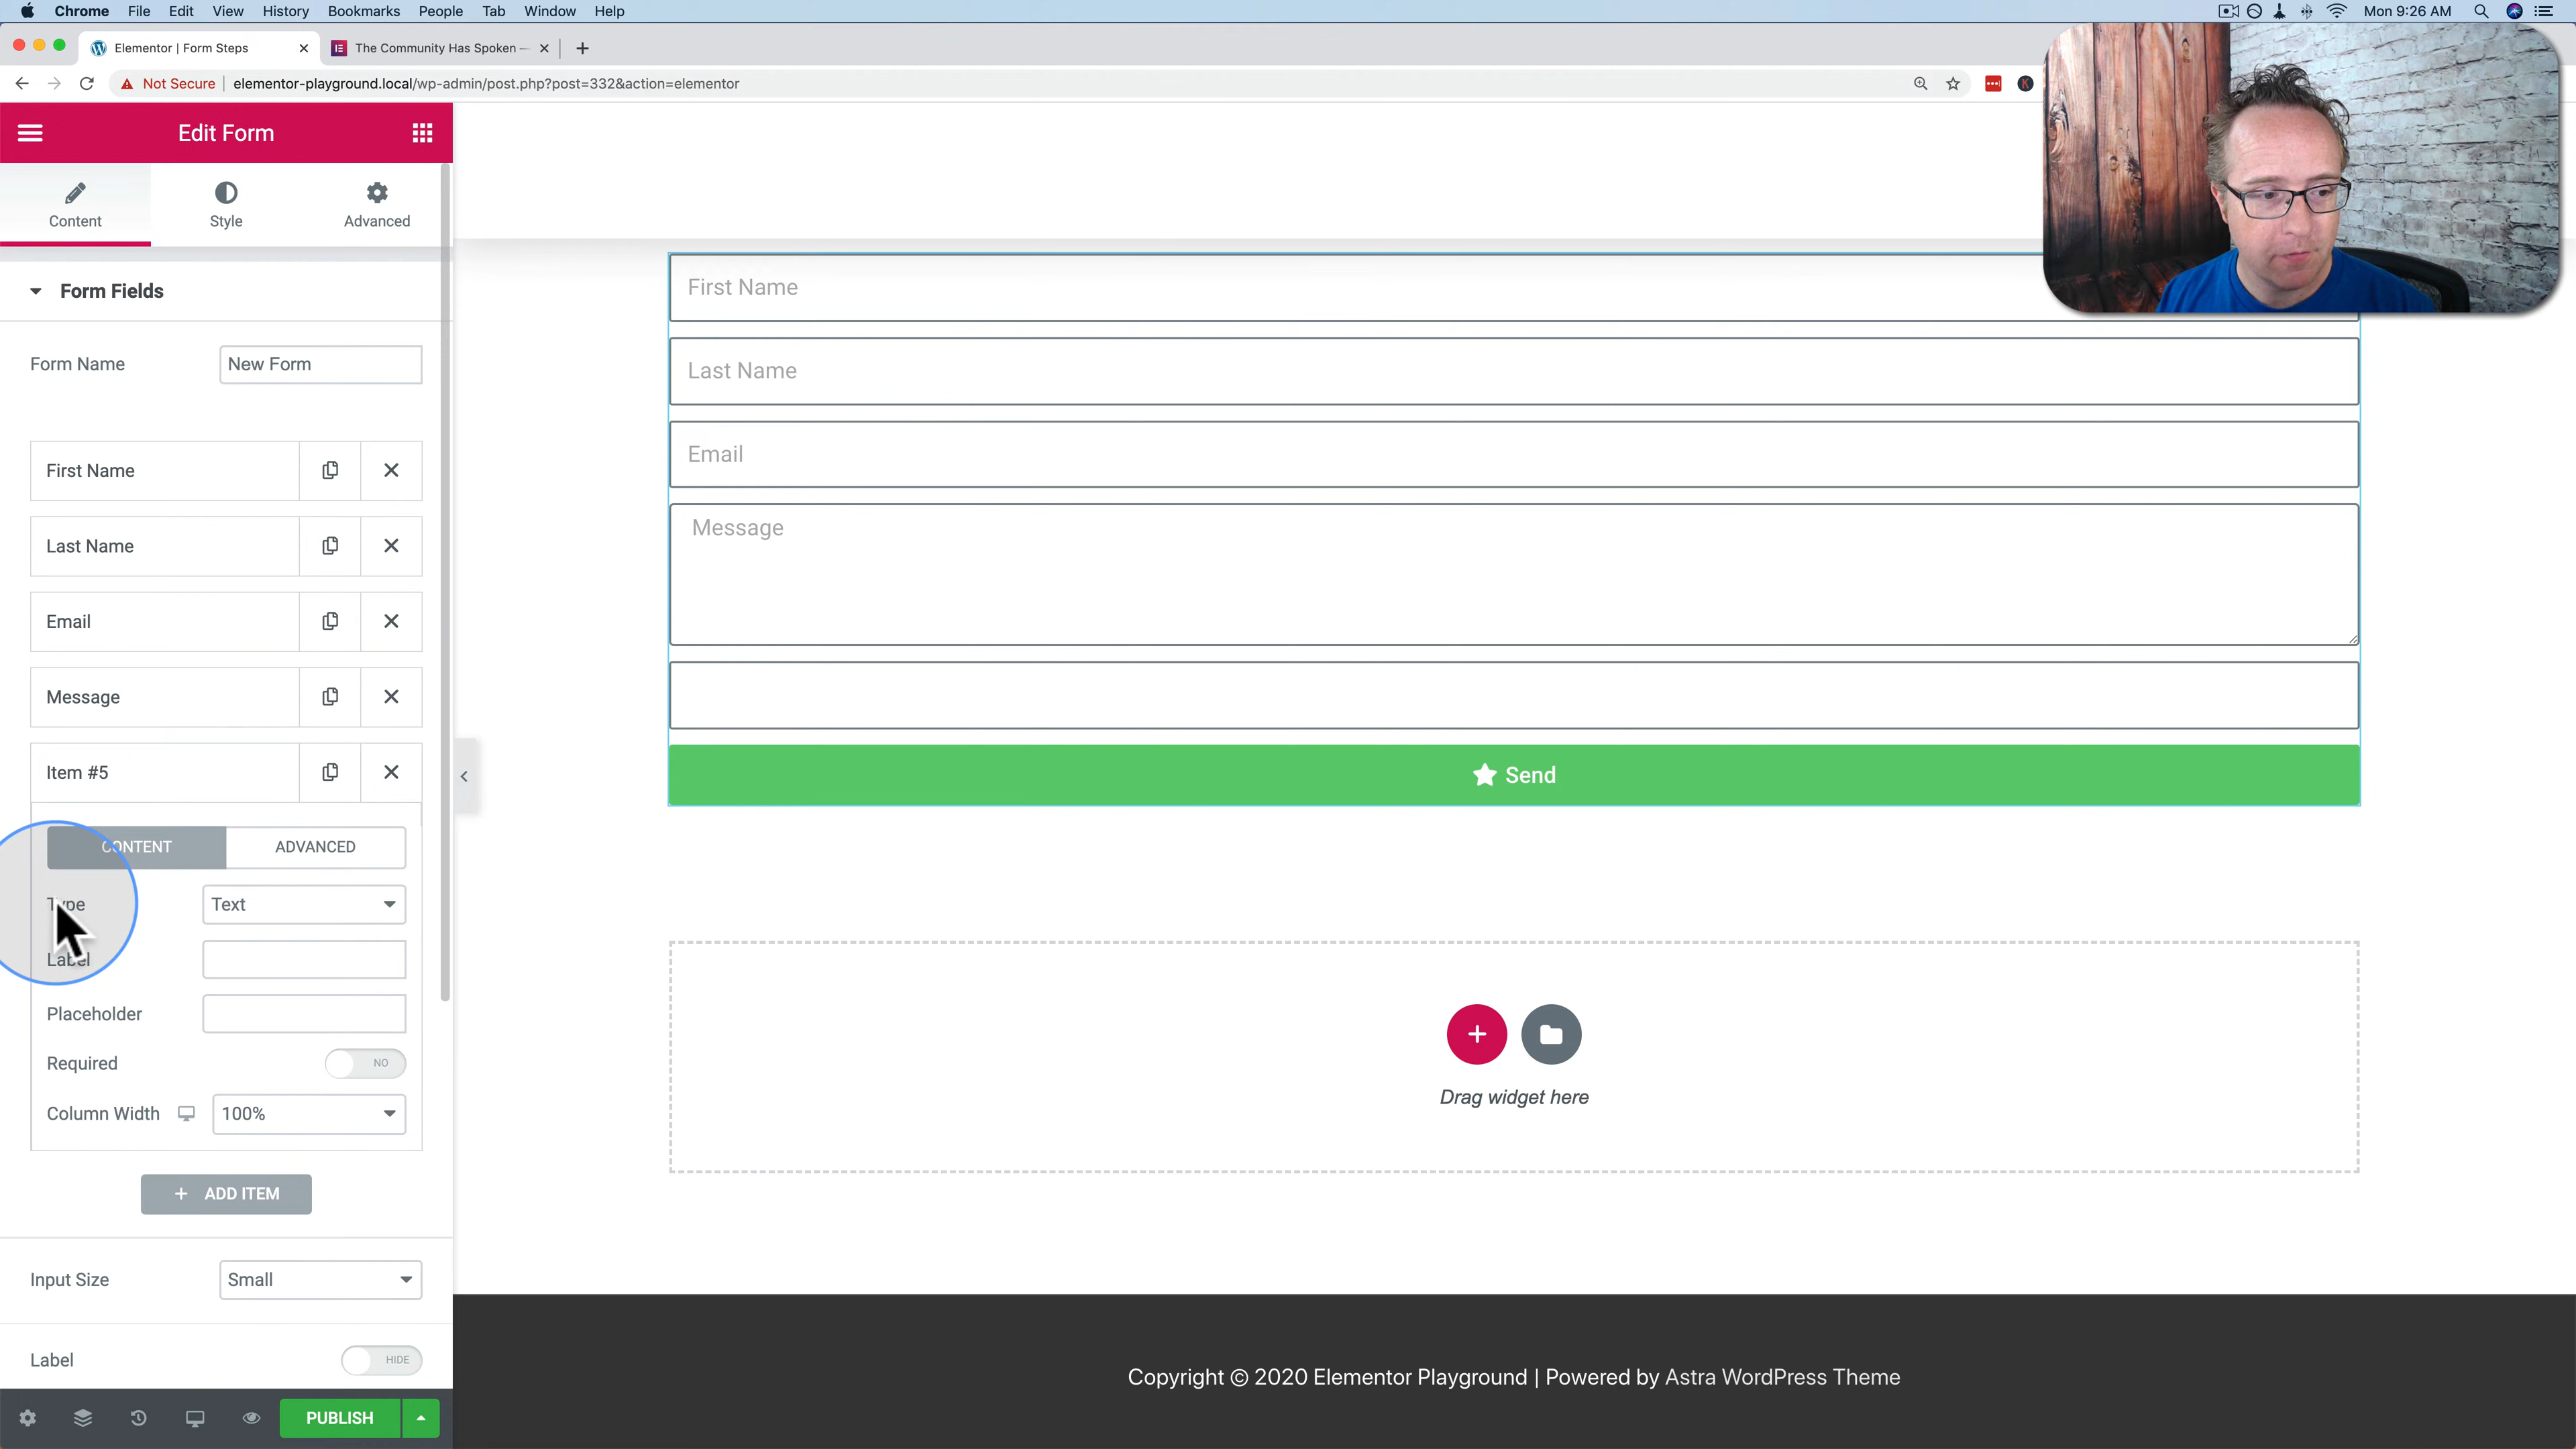 Chrome File Edit View History Bookmarks People Tab Window Help
Mon 9:26 AM
Elementor | Form Steps
The Community Has Spoken –
Not Secure
elementor-playground.local/wp-admin/post.php?post=332&action=elementor
K
Edit Form
Content
Style
Advanced
Form Fields
Form Name
New Form
First Name
Last Name
Email
Message
Item #5
CONTENT
ADVANCED
Type
Text
Label
Placeholder
Required
NO
Column Width
100%
+ ADD ITEM
Input Size
Small
Label
HIDE
PUBLISH
First Name
Last Name
Email
Message
Send
Drag widget here
Copyright © 2020 Elementor Playground | Powered by Astra WordPress Theme